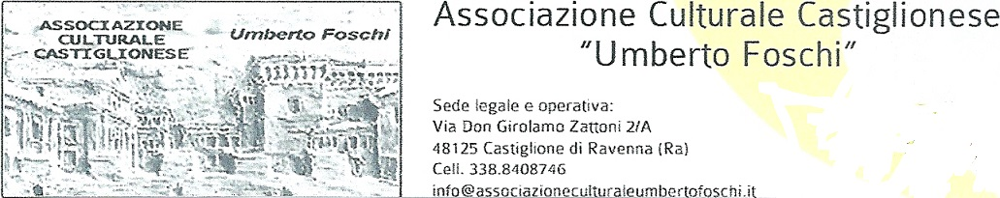 ASSOCIAZIONE
CULTURALE
CASTIGLIONESE
Umberto Foschi
Associazione Culturale Castiglionese
"Umberto Foschi"
Sede legale e operativa:
Via Don Girolamo Zattoni 2/A
48125 Castiglione di Ravenna (Ra)
Cell. 338.8408746
info@associazioneculturaleumbertofoschi.it